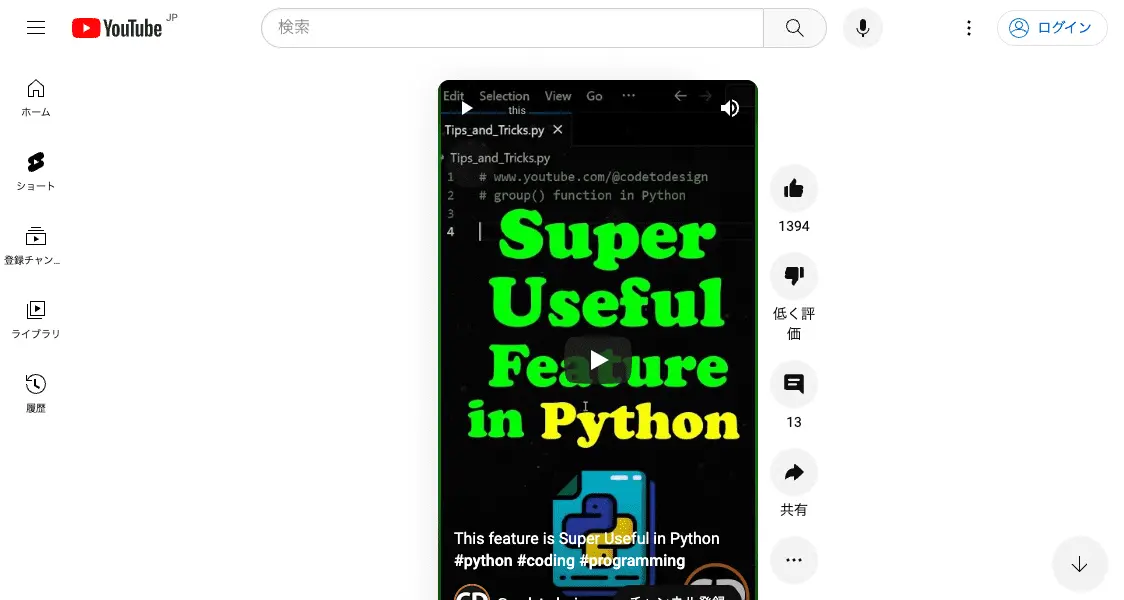 YouTube JP
検索
ログイン
ホーム
ショート
登録チャン...
ライブラリ
履歴
Edit Selection View Go ...
this
Tips_and_Tricks.py
Tips_and_Tricks.py
1 # www.youtube.com/@codetodesign
2 # group() function in Python
3
4
Super
Useful
Feature
in Python
This feature is Super Useful in Python
#python #coding #programming
1394
低く評
価
13
共有